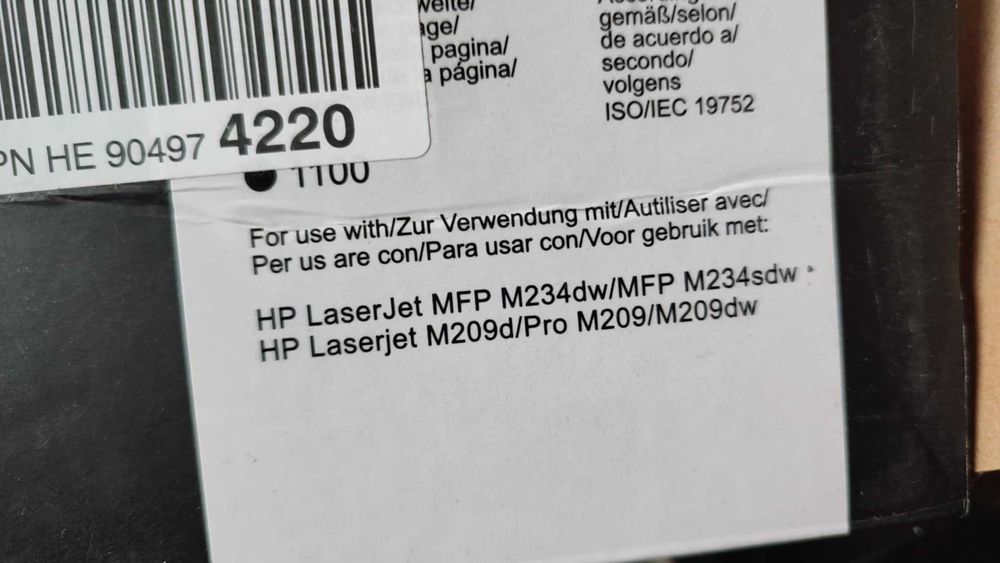 PN HE 90497 4220
pagina/
a página/
gemäß/selon/
de acuerdo a/
secondo/
volgens
ISO/IEC 19752
1100
For use with/Zur Verwendung mit/Autiliser avec/
Per us are con/Para usar con/Voor gebruik met:
HP LaserJet MFP M234dw/MFP M234sdw
HP Laserjet M209d/Pro M209/M209dw